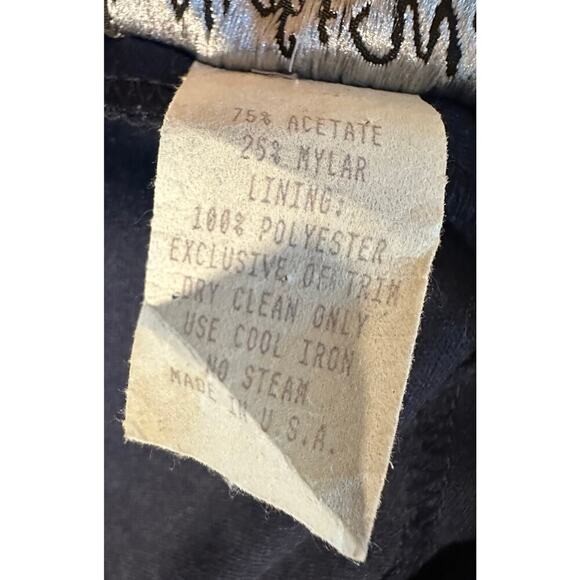 75% ACETATE
25% MYLAR
LINING:
100% POLYESTER
EXCLUSIVE OF TRIM
DRY CLEAN ONLY
USE COOL IRON
NO STEAM
MADE IN U.S.A.